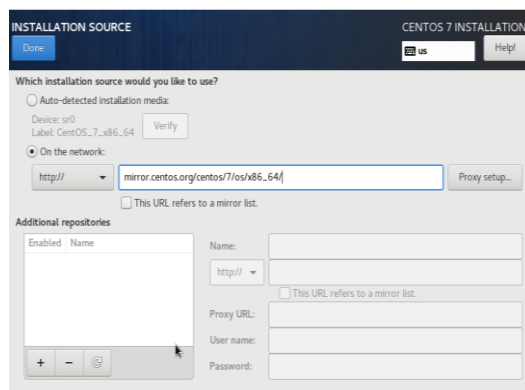 INSTALLATION SOURCE
CENTOS 7 INSTALLATION
Done
us
Help!
Which installation source would you like to use?
Auto-detected installation media:
Device: sr0
Label: CentOS_7_x86_64
Verify
On the network:
http://
mirror.centos.org/centos/7/os/x86_64/
Proxy setup...
This URL refers to a mirror list.
Additional repositories
Enabled Name
Name:
http://
This URL refers to a mirror list.
Proxy URL:
User name:
Password: